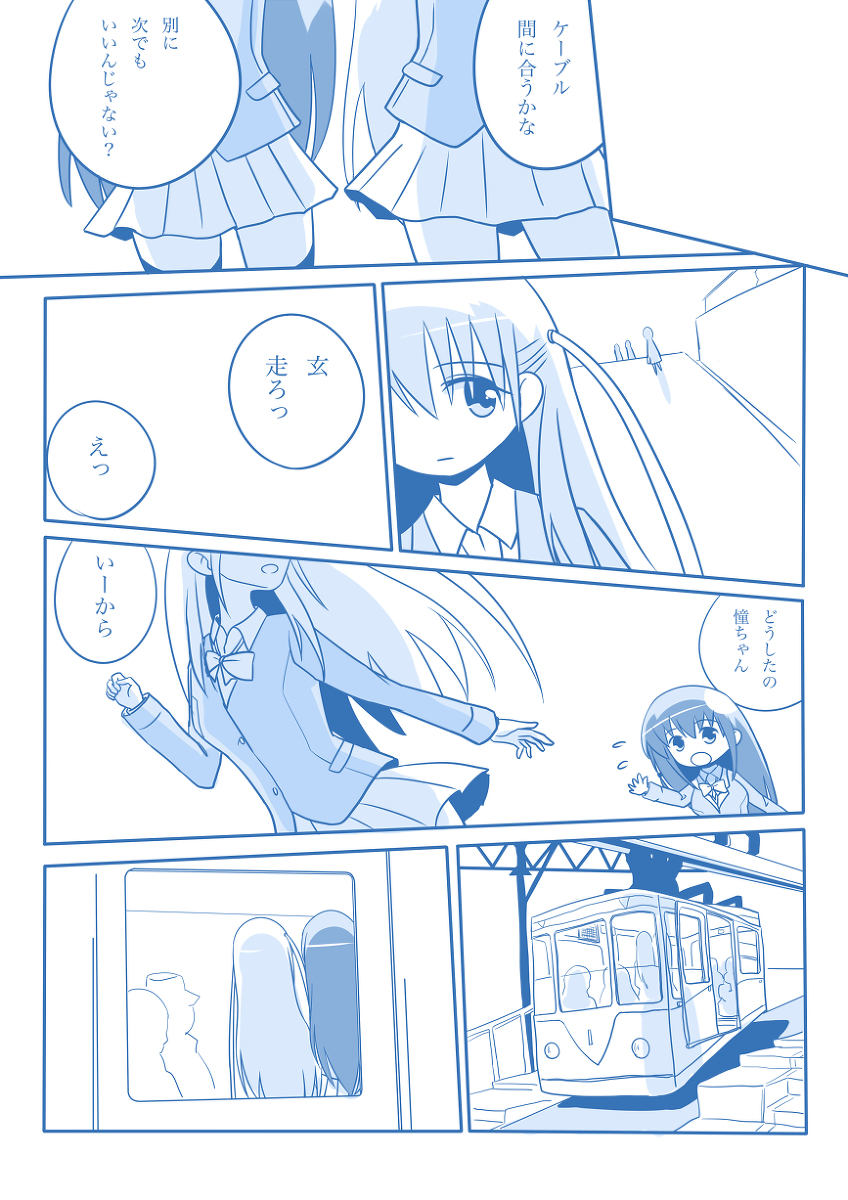 ケーブル
間に合うかな
別に
次でも
いいんじゃない？
玄
走ろっ
えっ
どうしたの
憧ちゃん
いーから